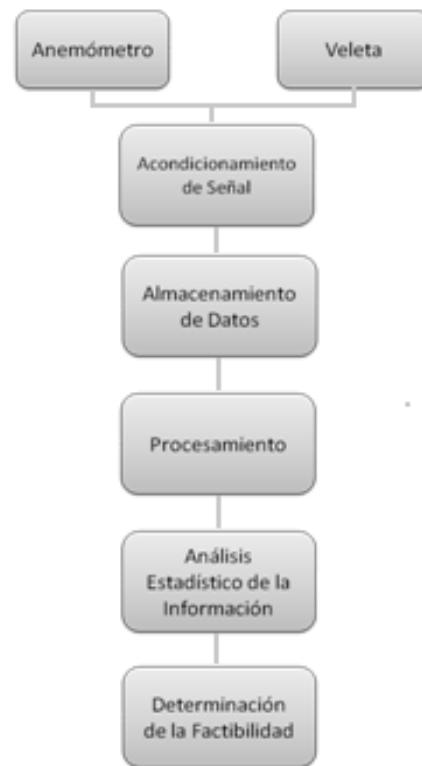 Anemómetro
Veleta
Acondicionamiento
de Señal
Almacenamiento
de Datos
Procesamiento
Análisis
Estadístico de la
Información
Determinación
de la Factibilidad